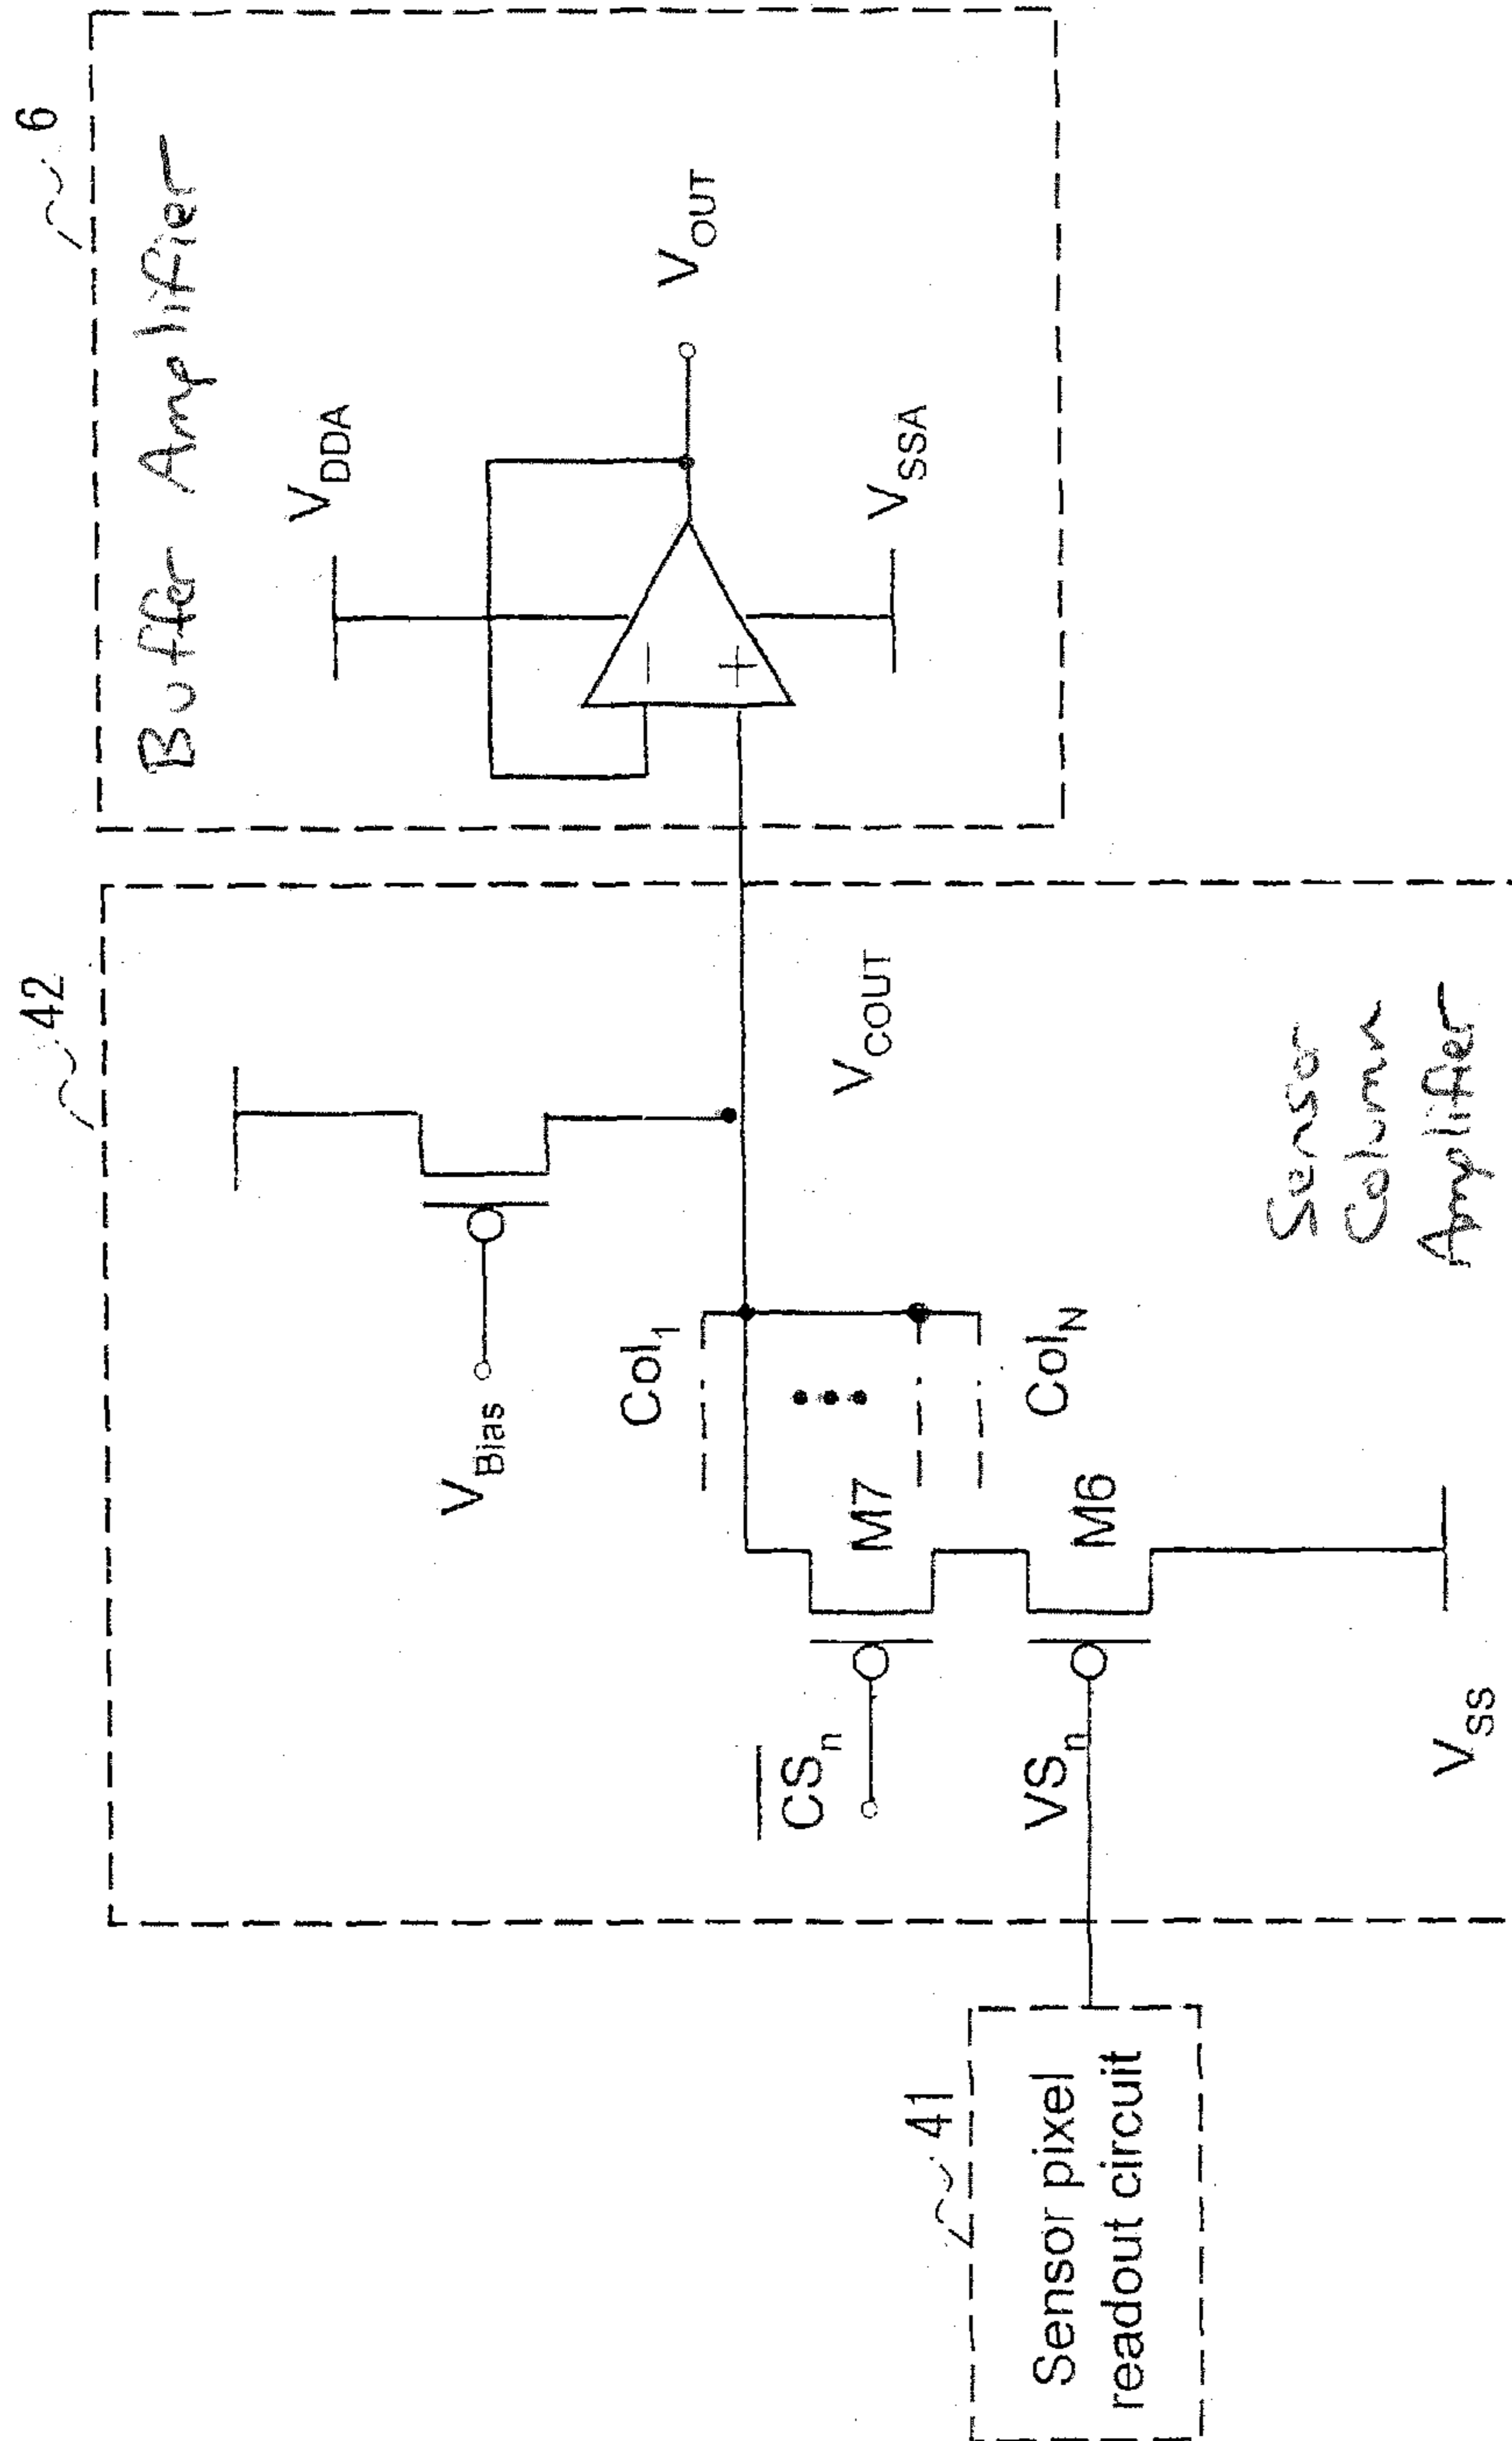 41
Sensor pixel
readout circuit
42
V_Bias
Col_1
Col_N
M7
M6
C̅S̅_n
VS_n
V_SS
V_COUT
Sensor
Column
Amplifier
6
Buffer Amplifier
V_DDA
V_OUT
V_SSA
−
+